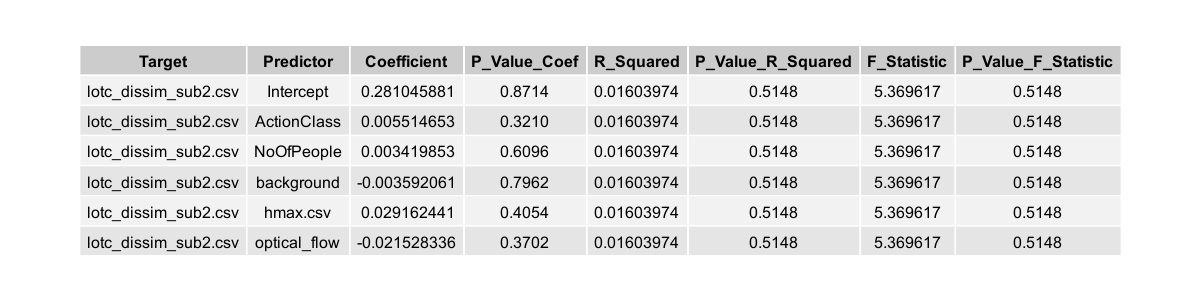 Target Predictor Coefficient P_Value_Coef R_Squared P_Value_R_Squared F_Statistic P_Value_F_Statistic
lotc_dissim_sub2.csv Intercept 0.281045881 0.8714 0.01603974 0.5148 5.369617 0.5148
lotc_dissim_sub2.csv ActionClass 0.005514653 0.3210 0.01603974 0.5148 5.369617 0.5148
lotc_dissim_sub2.csv NoOfPeople 0.003419853 0.6096 0.01603974 0.5148 5.369617 0.5148
lotc_dissim_sub2.csv background -0.003592061 0.7962 0.01603974 0.5148 5.369617 0.5148
lotc_dissim_sub2.csv hmax.csv 0.029162441 0.4054 0.01603974 0.5148 5.369617 0.5148
lotc_dissim_sub2.csv optical_flow -0.021528336 0.3702 0.01603974 0.5148 5.369617 0.5148